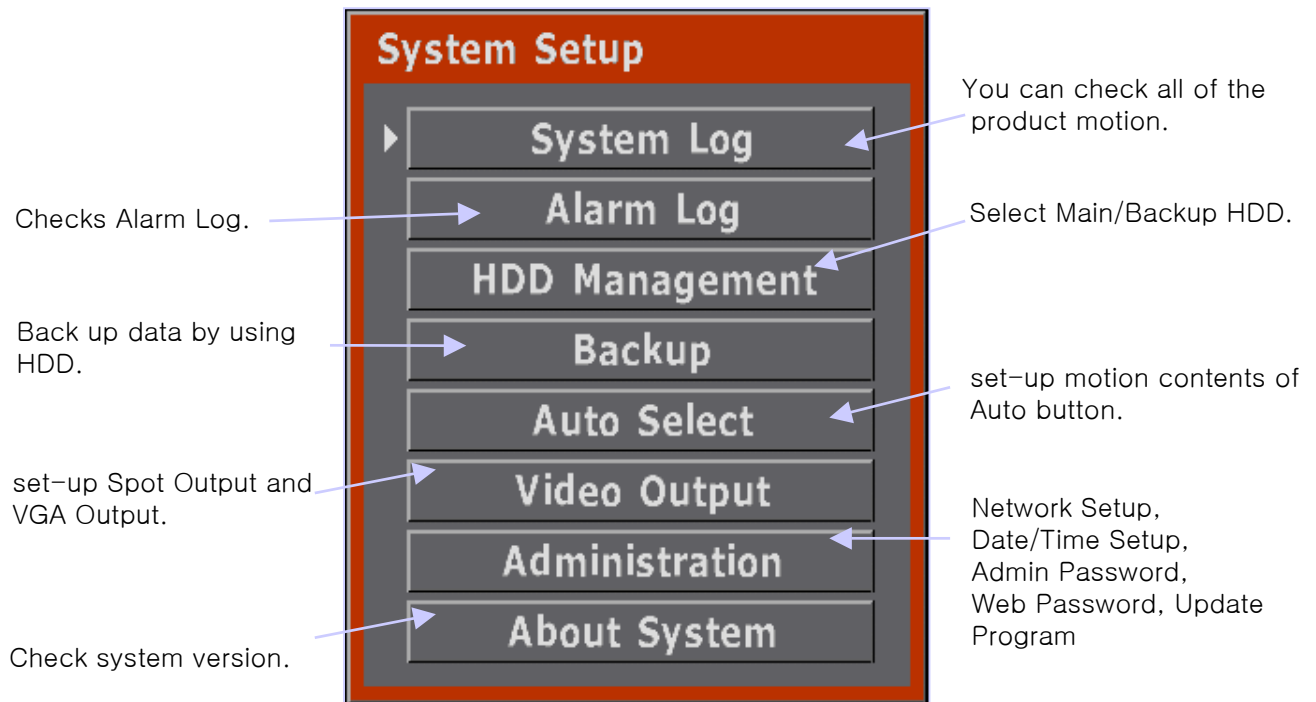 System Setup
System Log
Alarm Log
HDD Management
Backup
Auto Select
Video Output
Administration
About System
Checks Alarm Log.
Back up data by using
HDD.
set-up Spot Output and
VGA Output.
Check system version.
You can check all of the
product motion.
Select Main/Backup HDD.
set-up motion contents of
Auto button.
Network Setup,
Date/Time Setup,
Admin Password,
Web Password, Update
Program